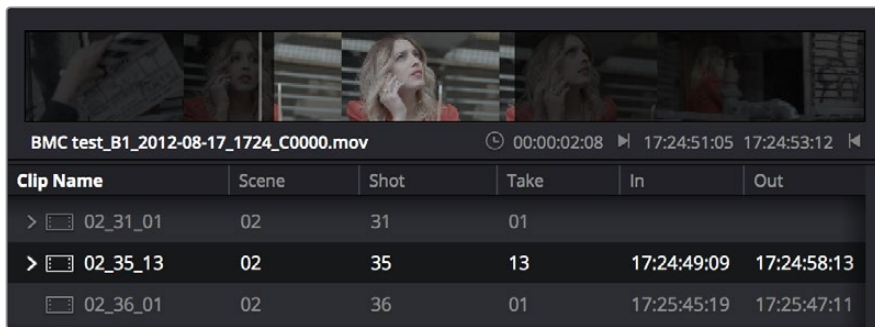 BMC test_B1_2012-08-17_1724_C0000.mov 00:00:02:08 17:24:51:05 17:24:53:12
Clip Name Scene Shot Take In Out
02_31_01 02 31 01
02_35_13 02 35 13 17:24:49:09 17:24:58:13
02_36_01 02 36 01 17:25:45:19 17:25:47:11